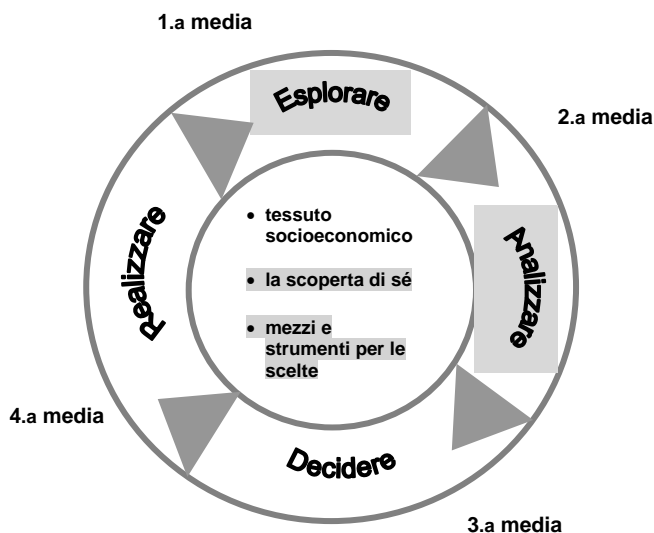 1.a media
Esplorare
2.a media
Analizzare
• tessuto
socioeconomico
• la scoperta di sé
• mezzi e
strumenti per le
scelte
Realizzare
4.a media
Decidere
3.a media